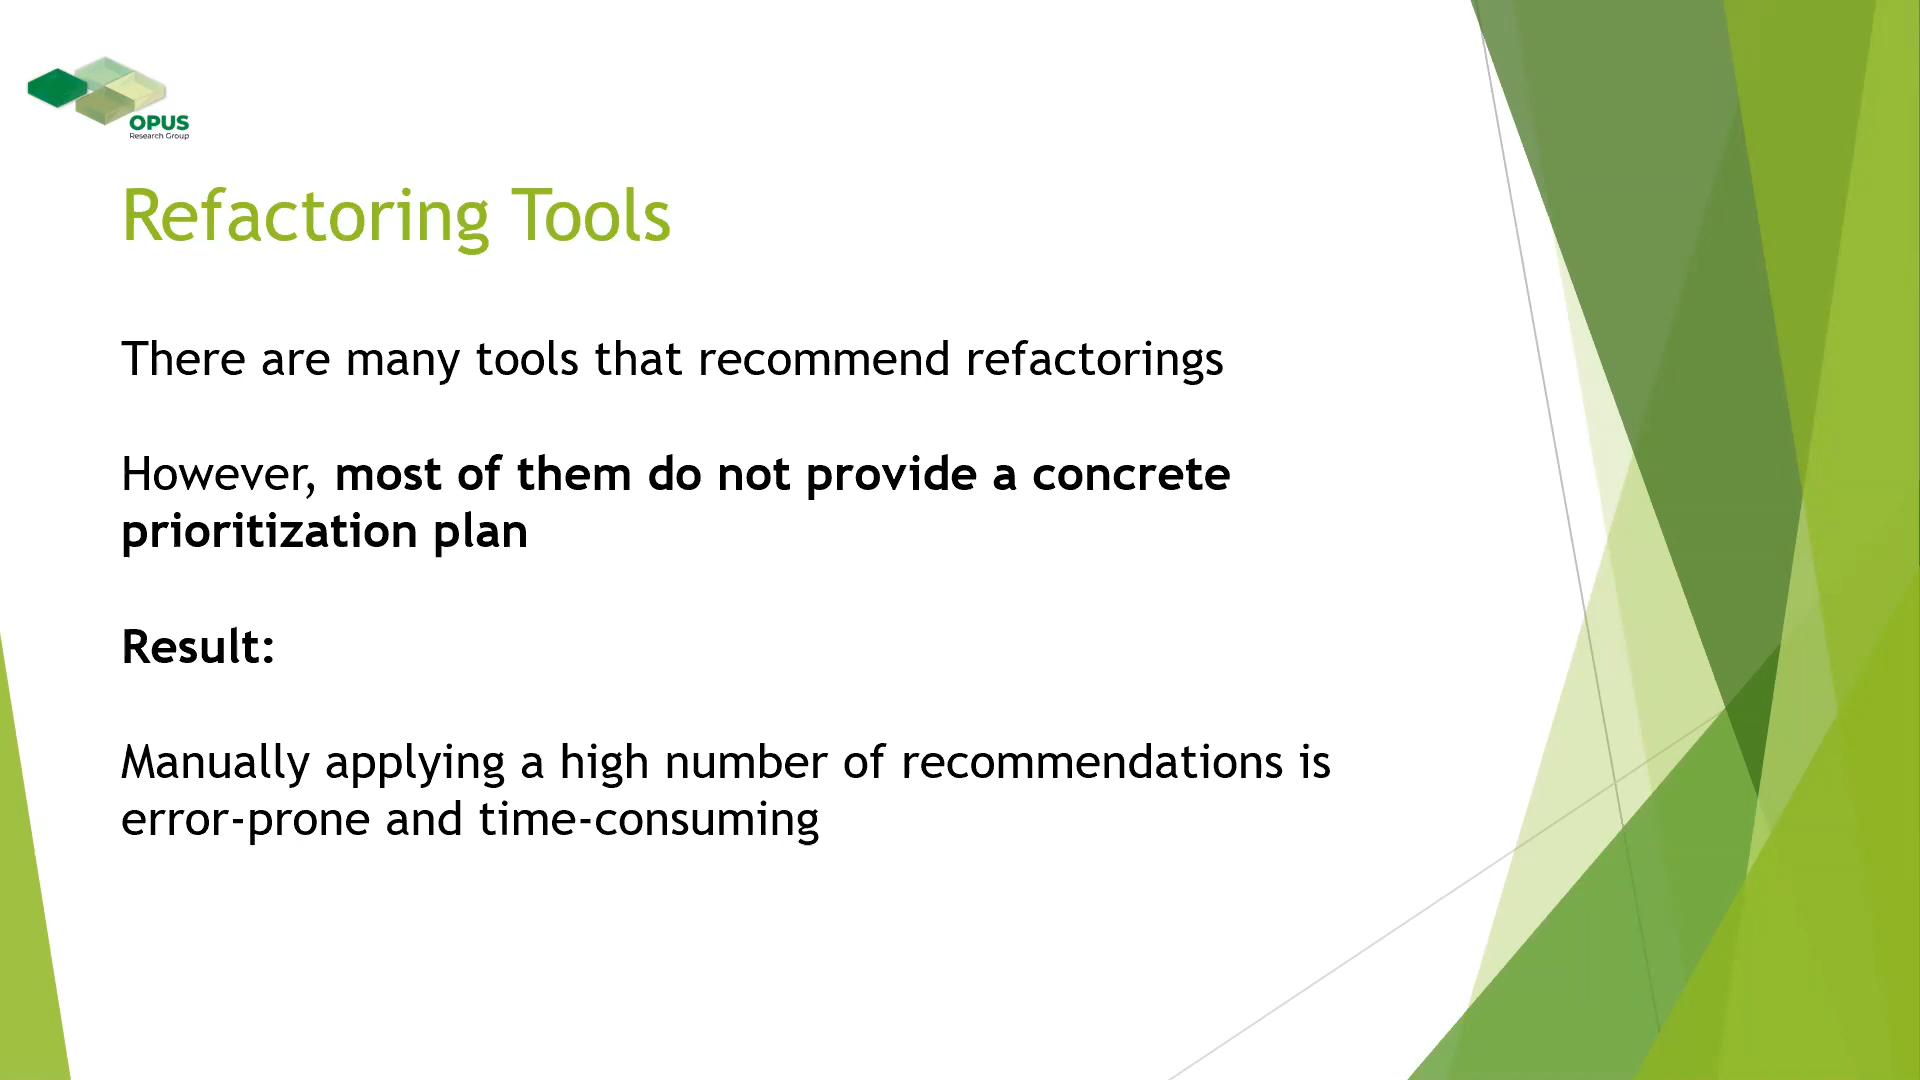 OPUS
Research Group
Refactoring Tools
There are many tools that recommend refactorings
However, most of them do not provide a concrete
prioritization plan
Result:
Manually applying a high number of recommendations is
error-prone and time-consuming